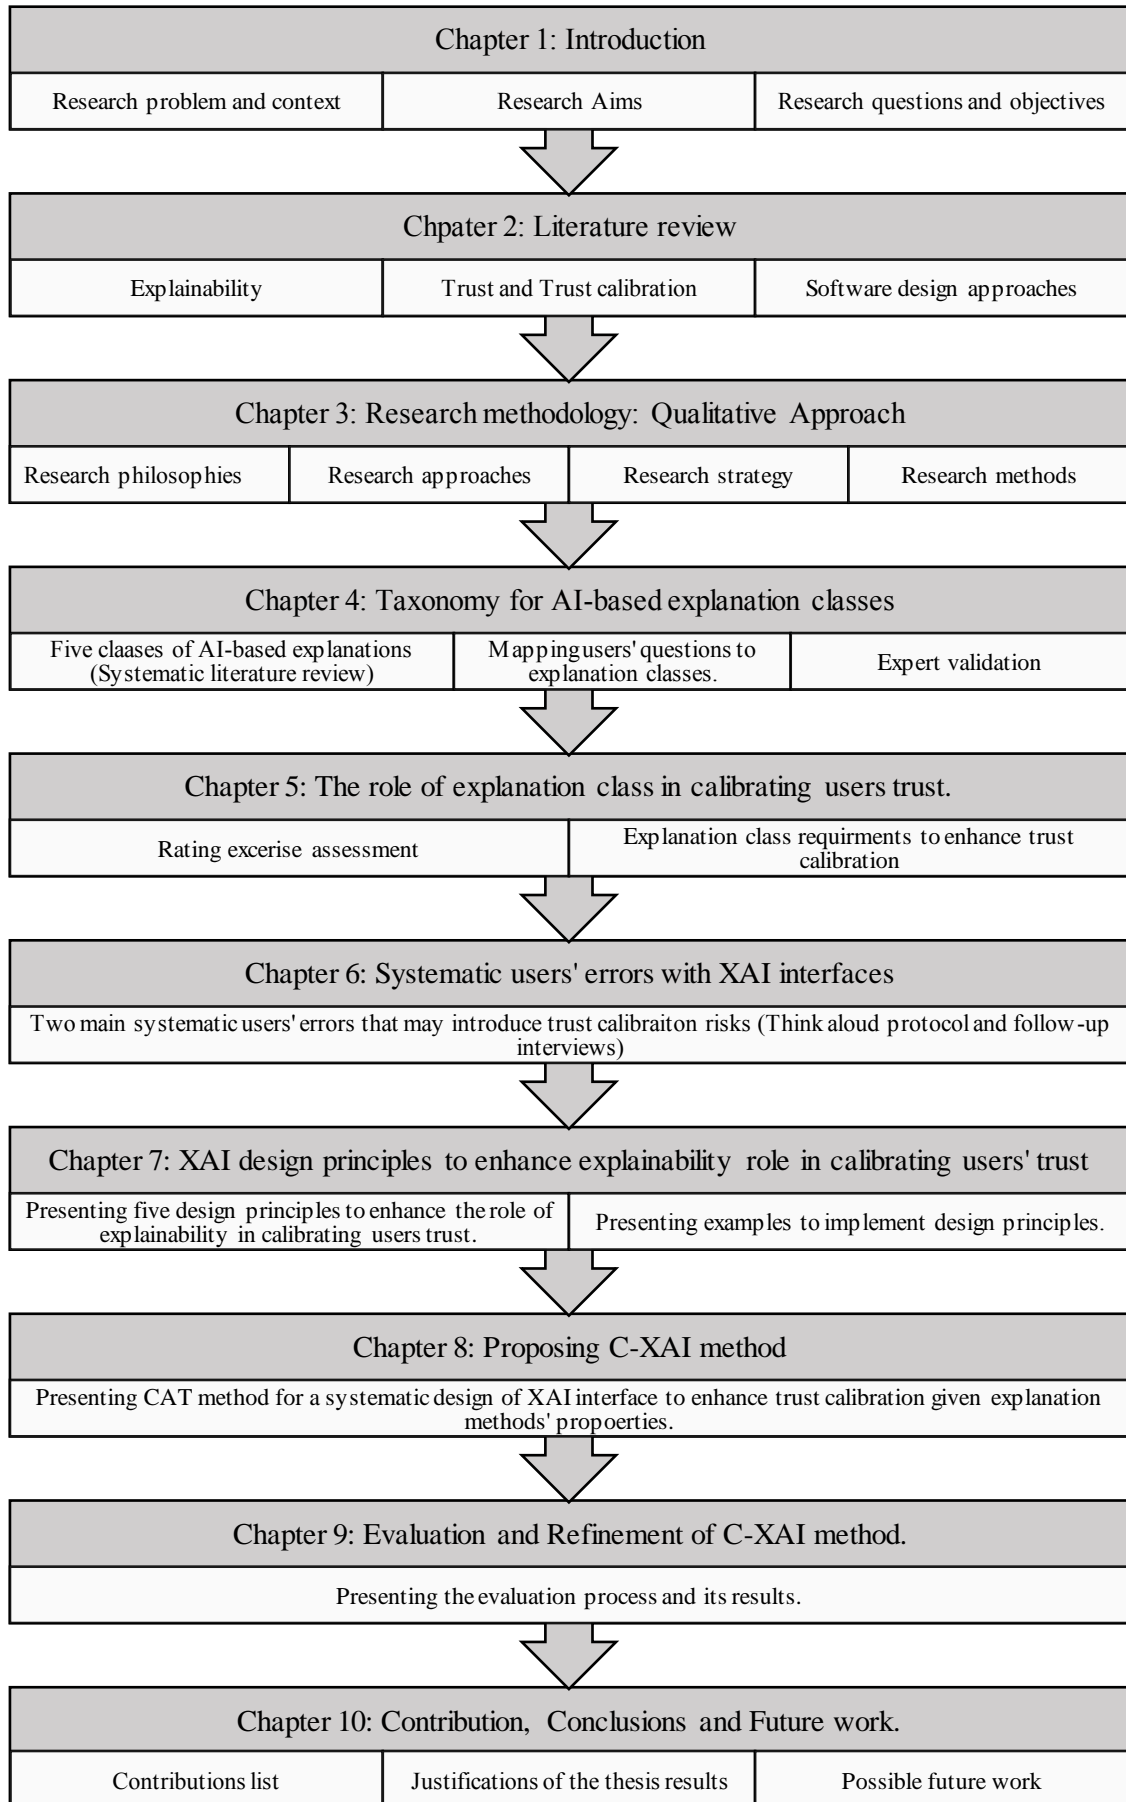 Chapter 1: Introduction
Research problem and context
Research Aims
Research questions and objectives
Chpater 2: Literature review
Explainability
Trust and Trust calibration
Software design approaches
Chapter 3: Research methodology: Qualitative Approach
Research philosophies
Research approaches
Research strategy
Research methods
Chapter 4: Taxonomy for AI-based explanation classes
Five claases of AI-based explanations
(Systematic literature review)
Mapping users' questions to
explanation classes.
Expert validation
Chapter 5: The role of explanation class in calibrating users trust.
Rating excerise assessment
Explanation class requirments to enhance trust
calibration
Chapter 6: Systematic users' errors with XAI interfaces
Two main systematic users' errors that may introduce trust calibraiton risks (Think aloud protocol and follow-up
interviews)
Chapter 7: XAI design principles to enhance explainability role in calibrating users' trust
Presenting five design principles to enhance the role of
explainability in calibrating users trust.
Presenting examples to implement design principles.
Chapter 8: Proposing C-XAI method
Presenting CAT method for a systematic design of XAI interface to enhance trust calibration given explanation
methods' propoerties.
Chapter 9: Evaluation and Refinement of C-XAI method.
Presenting the evaluation process and its results.
Chapter 10: Contribution, Conclusions and Future work.
Contributions list
Justifications of the thesis results
Possible future work